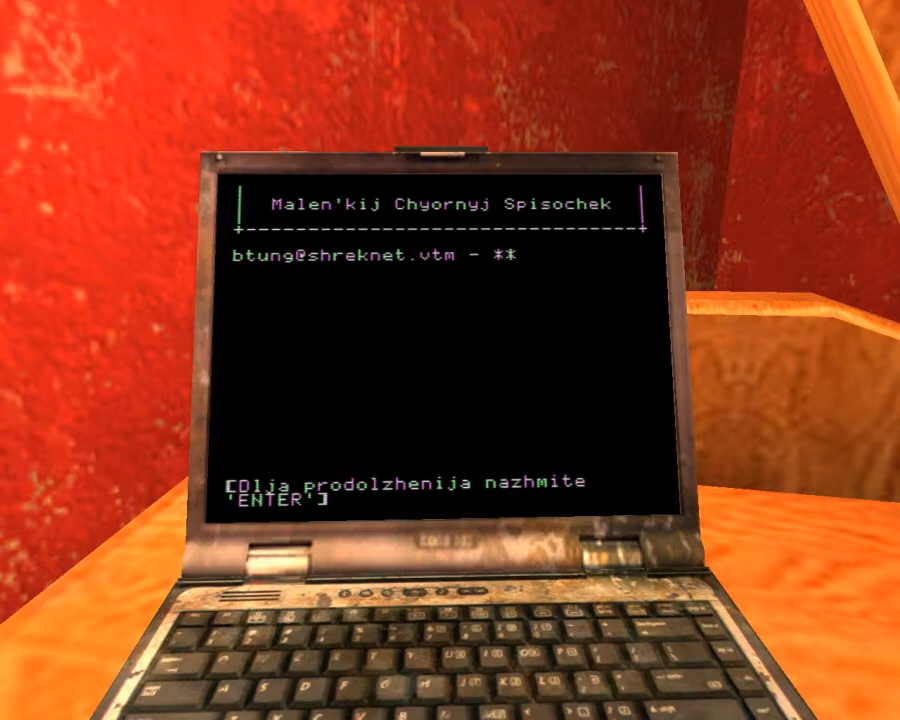 Malen'kij Chyornyj Spisochek
btung@shreknet.vtm - **
[Dlja prodolzhenija nazhmite
'ENTER']